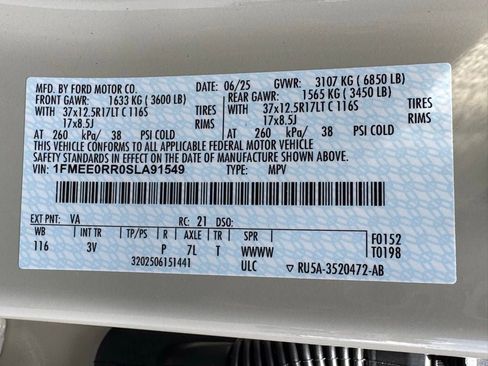 MFD. BY FORD MOTOR CO. DATE: 06/25 GVWR: 3107 KG (6850 LB)
FRONT GAWR: 1633 KG (3600 LB) REAR GAWR: 1565 KG (3450 LB)
WITH WITH
37x12.5R17LT C 116S TIRES 37x12.5R17LT C 116S TIRES
17x8.5J RIMS 17x8.5J RIMS
AT 260 kPa/ 38 PSI COLD AT 260 kPa/ 38 PSI COLD
THIS VEHICLE CONFORMS TO ALL APPLICABLE FEDERAL MOTOR VEHICLE
SAFETY STANDARDS IN EFFECT ON THE DATE OF MANUFACTURE SHOWN ABOVE.
VIN: 1FMEE0RR0SLA91549 TYPE: MPV
EXT PNT: VA RC: 21 DSO:
WB INT TR TP/PS R AXLE TR SPR
116 3V P 7L T WWWW
ULC
F0152
T0198
3202506151441
RU5A-3520472-AB